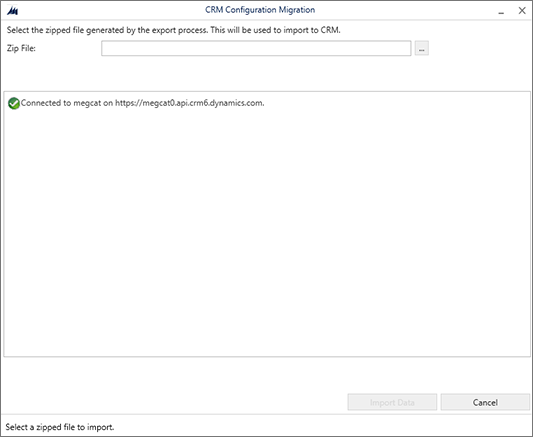 CRM Configuration Migration
Select the zipped file generated by the export process. This will be used to import to CRM.
Zip File:
...
Connected to megcat on https://megcat0.api.crm6.dynamics.com.
Import Data
Cancel
Select a zipped file to import.